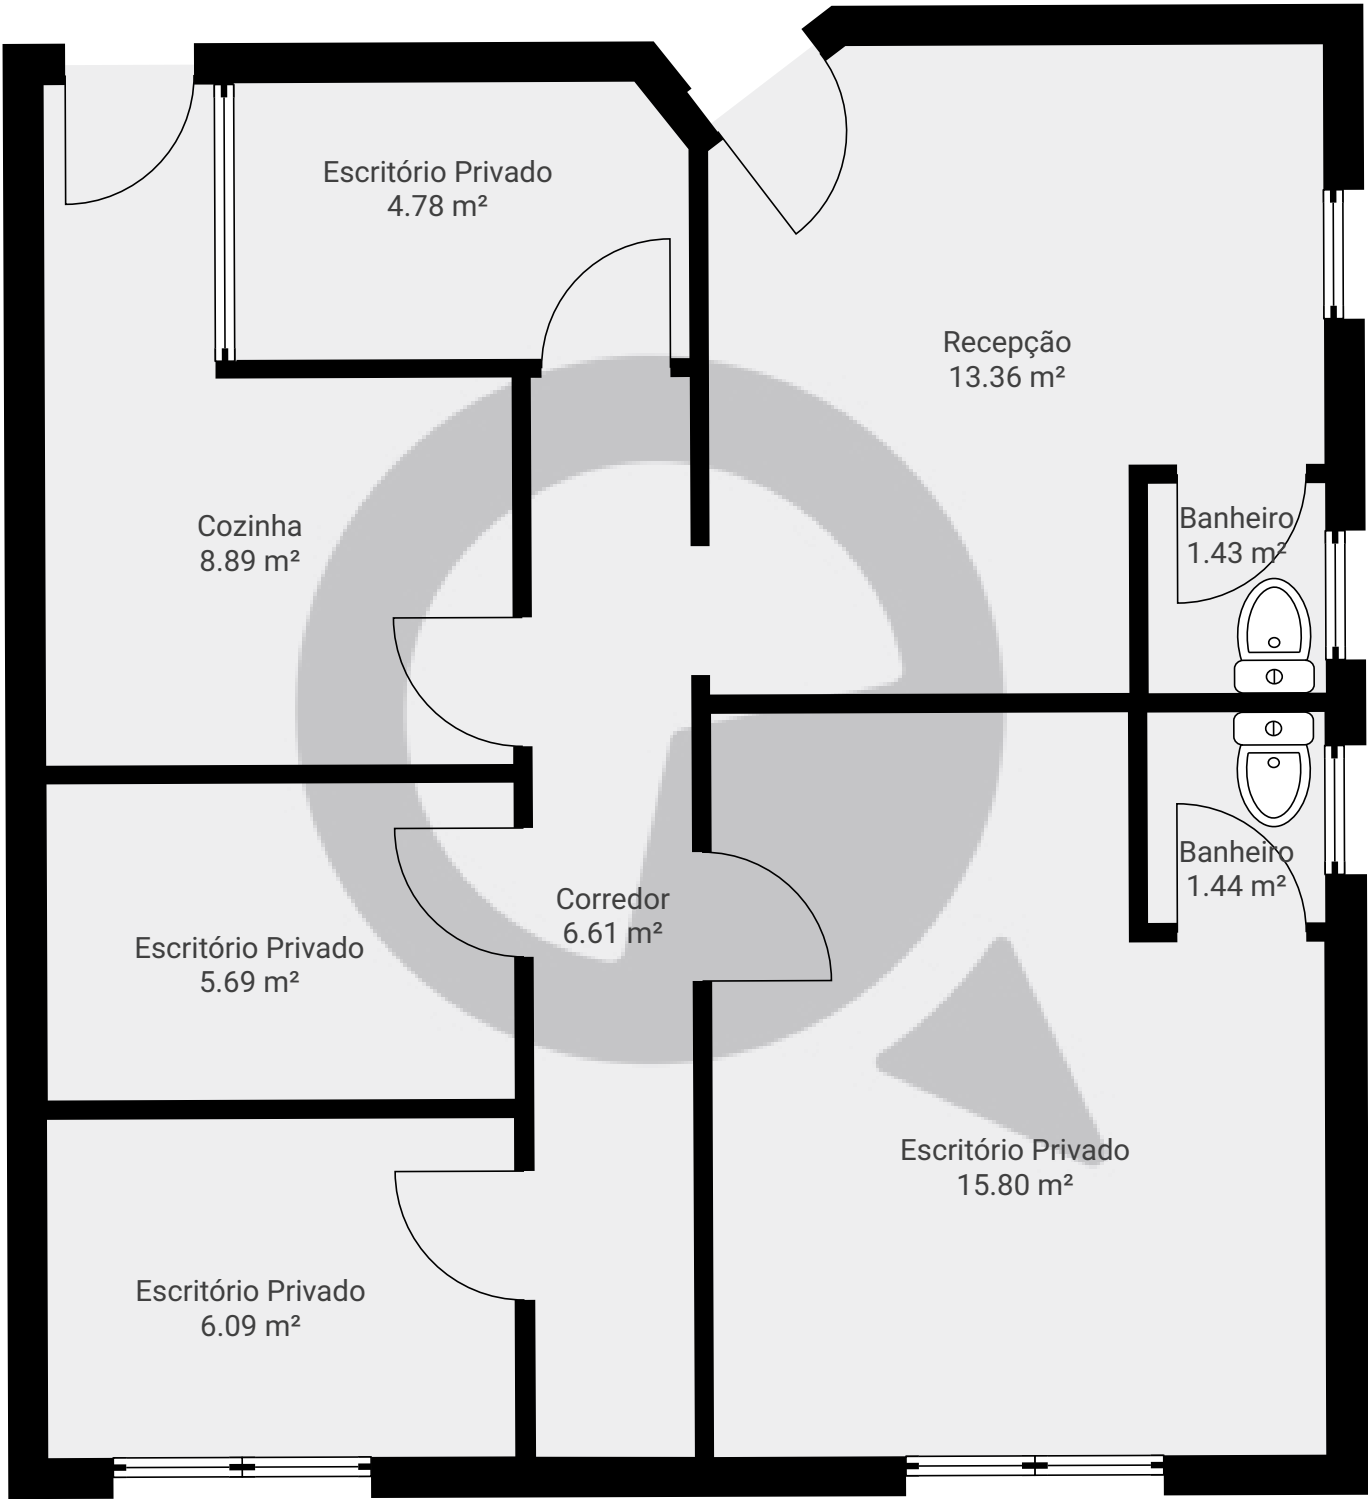 Escritório Privado
4.78 m²
Recepção
13.36 m²
Cozinha
8.89 m²
Banheiro
1.43 m²
Banheiro
1.44 m²
Corredor
6.61 m²
Escritório Privado
5.69 m²
Escritório Privado
15.80 m²
Escritório Privado
6.09 m²